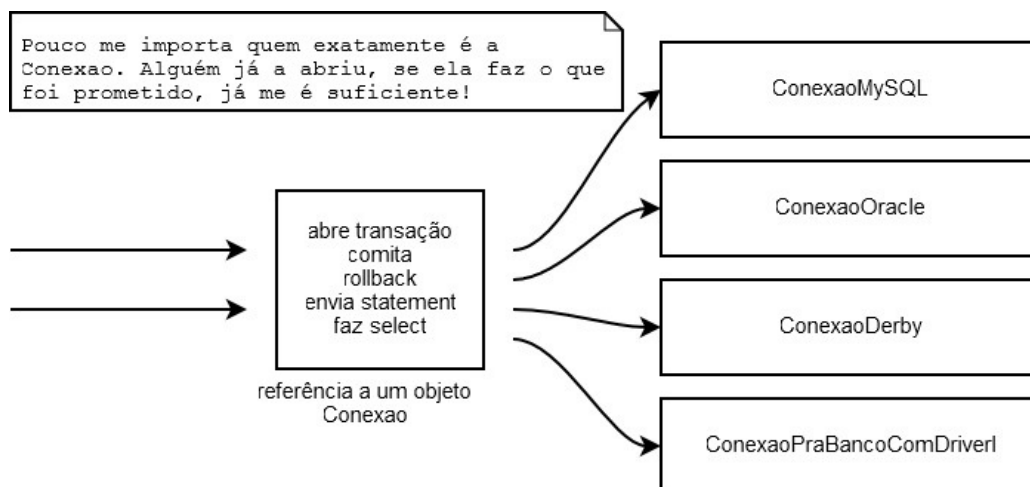 Pouco me importa quem exatamente é a
Conexao. Alguém já a abriu, se ela faz o que
foi prometido, já me é suficiente!
ConexaoMySQL
ConexaoOracle
abre transação
comita
rollback
envia statement
faz select
ConexaoDerby
referência a um objeto
Conexao
ConexaoPraBancoComDriverl